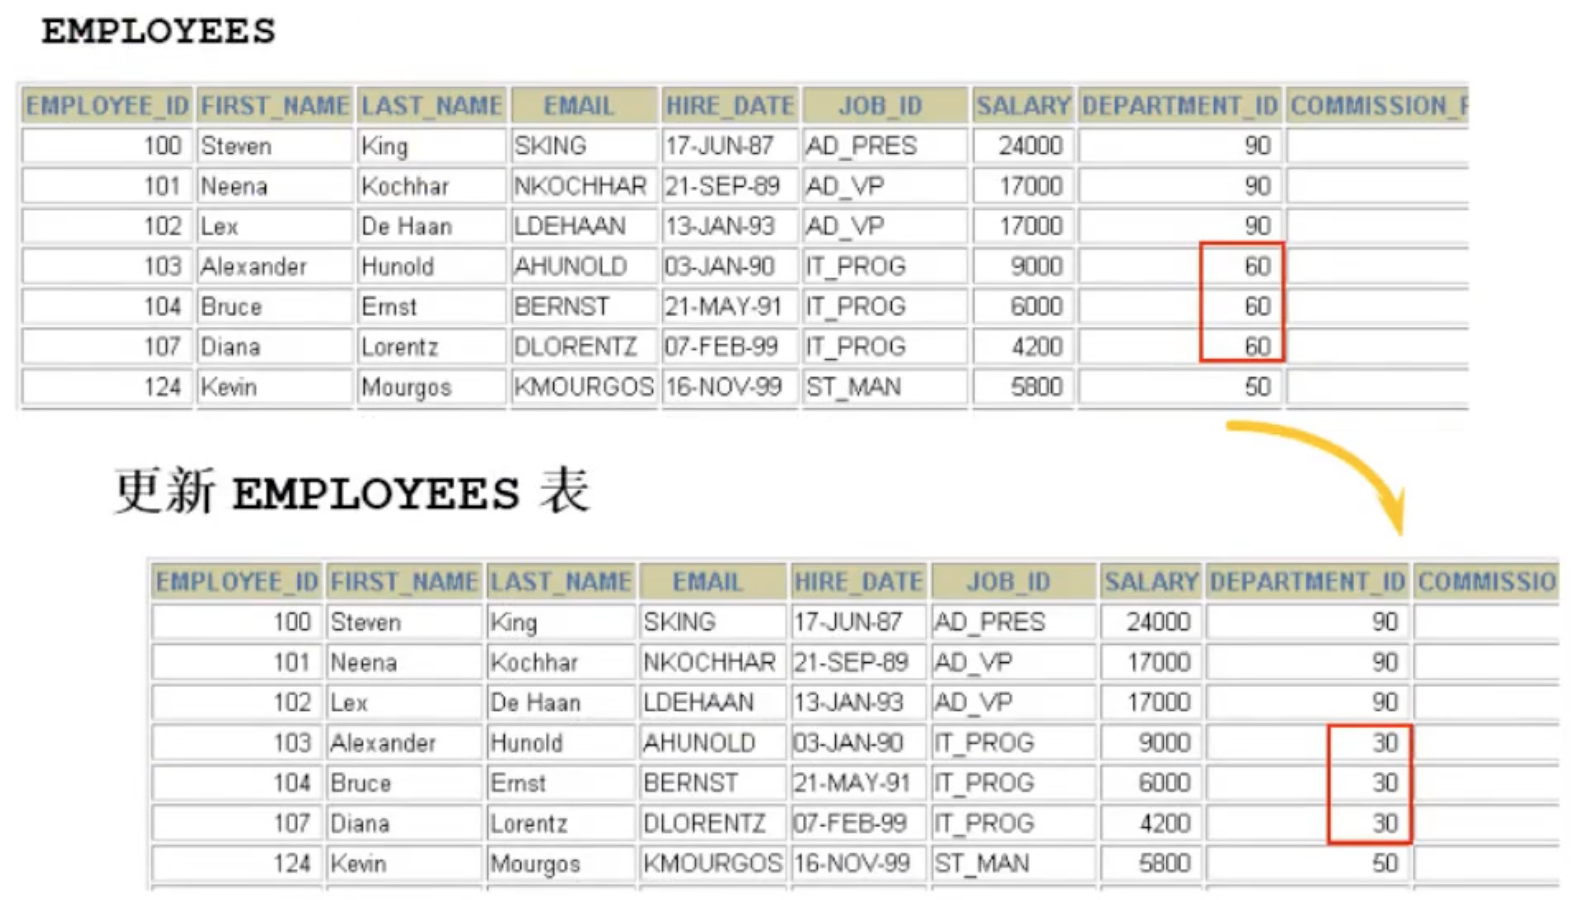 EMPLOYEES
EMPLOYEE_ID FIRST_NAME LAST_NAME EMAIL HIRE_DATE JOB_ID SALARY DEPARTMENT_ID COMMISSION_
100 Steven King SKING 17-JUN-87 AD_PRES 24000 90
101 Neena Kochhar NKOCHHAR 21-SEP-89 AD_VP 17000 90
102 Lex De Haan LDEHAAN 13-JAN-93 AD_VP 17000 90
103 Alexander Hunold AHUNOLD 03-JAN-90 IT_PROG 9000 60
104 Bruce Ernst BERNST 21-MAY-91 IT_PROG 6000 60
107 Diana Lorentz DLORENTZ 07-FEB-99 IT_PROG 4200 60
124 Kevin Mourgos KMOURGOS 16-NOV-99 ST_MAN 5800 50
更新 EMPLOYEES 表
EMPLOYEE_ID FIRST_NAME LAST_NAME EMAIL HIRE_DATE JOB_ID SALARY DEPARTMENT_ID COMMISSIO
100 Steven King SKING 17-JUN-87 AD_PRES 24000 90
101 Neena Kochhar NKOCHHAR 21-SEP-89 AD_VP 17000 90
102 Lex De Haan LDEHAAN 13-JAN-93 AD_VP 17000 90
103 Alexander Hunold AHUNOLD 03-JAN-90 IT_PROG 9000 30
104 Bruce Ernst BERNST 21-MAY-91 IT_PROG 6000 30
107 Diana Lorentz DLORENTZ 07-FEB-99 IT_PROG 4200 30
124 Kevin Mourgos KMOURGOS 16-NOV-99 ST_MAN 5800 50